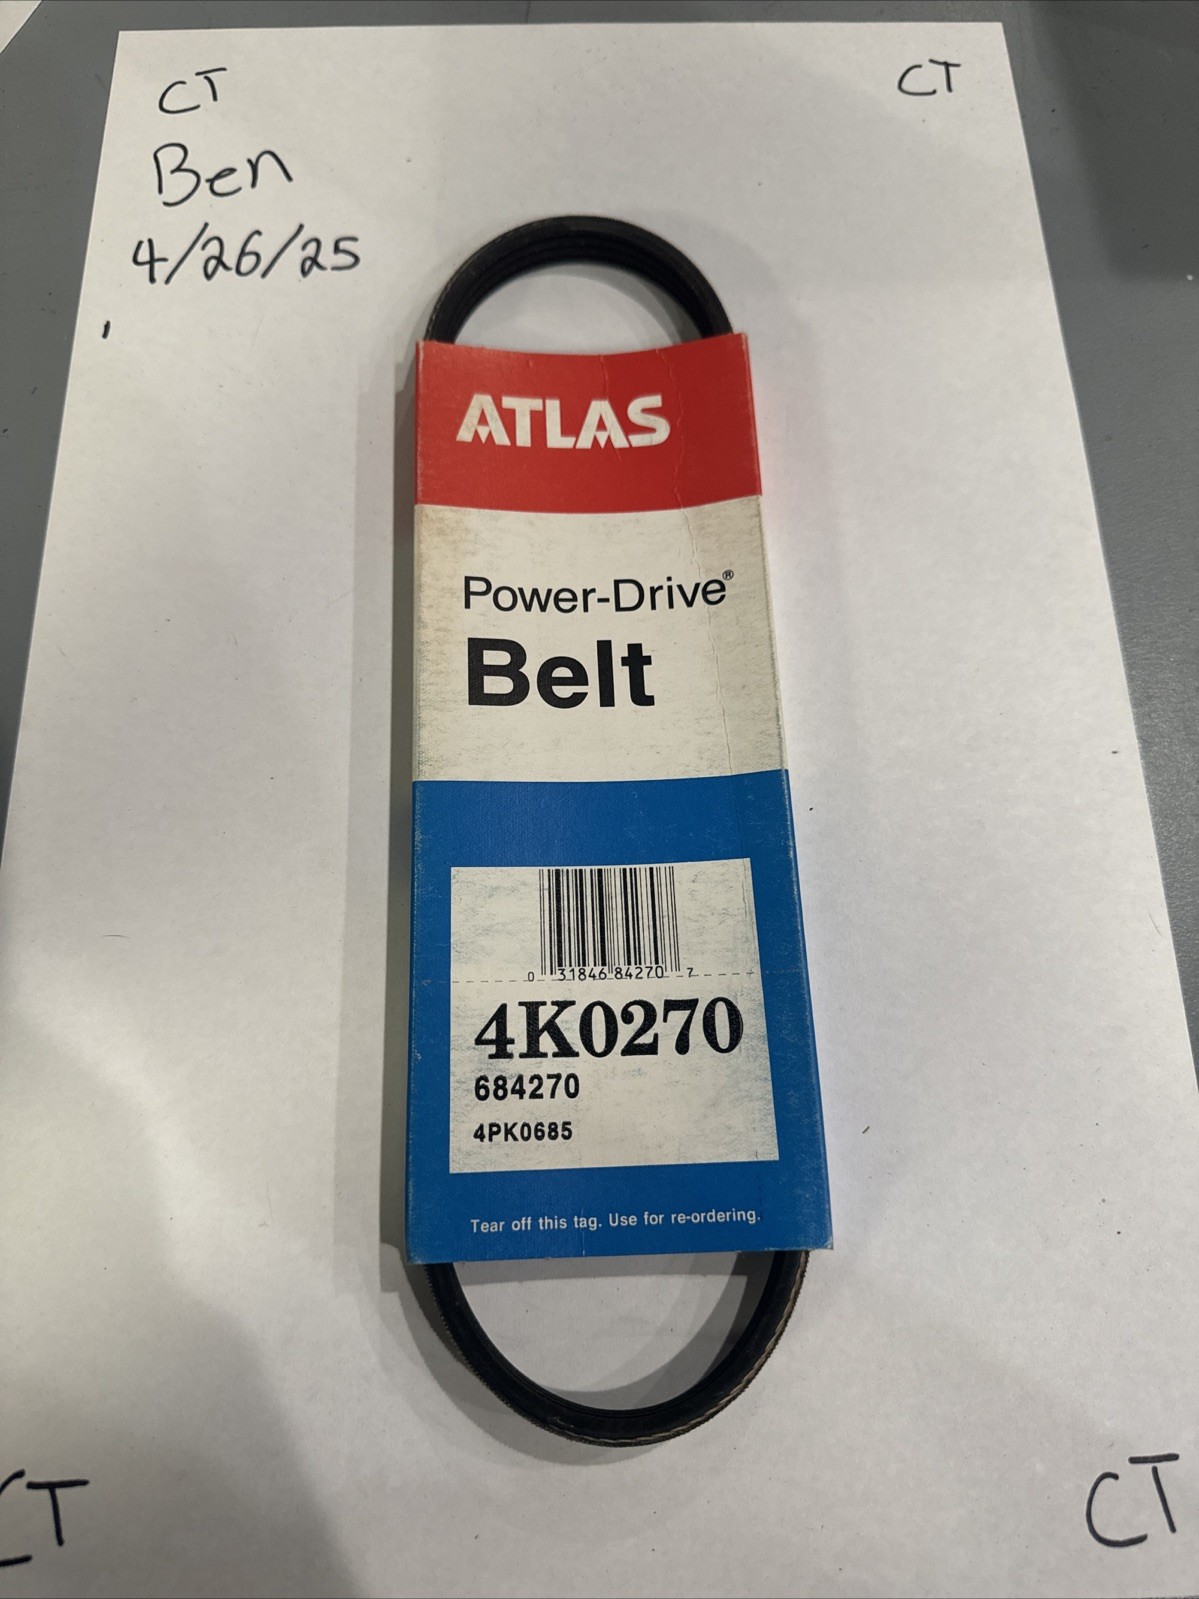 CT
CT
Ben
4/26/25
ATLAS
Power-Drive®
Belt
0 31846 84270 7
4K0270
684270
4PK0685
Tear off this tag. Use for re-ordering.
CT
CT